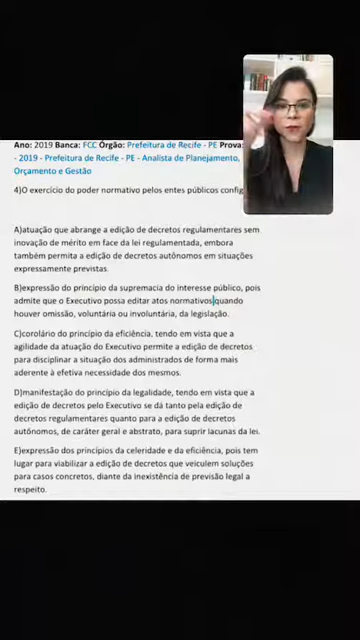 Ano: 2019 Banca: FCC Órgão: Prefeitura de Recife - PE Prova:
- 2019 - Prefeitura de Recife - PE - Analista de Planejamento,
Orçamento e Gestão
4)O exercício do poder normativo pelos entes públicos config
A)atuação que abrange a edição de decretos regulamentares sem
inovação de mérito em face da lei regulamentada, embora
também permita a edição de decretos autônomos em situações
expressamente previstas.
B)expressão do princípio da supremacia do interesse público, pois
admite que o Executivo possa editar atos normativos quando
houver omissão, voluntária ou involuntária, da legislação.
C)corolário do princípio da eficiência, tendo em vista que a
agilidade da atuação do Executivo permite a edição de decretos
para disciplinar a situação dos administrados de forma mais
aderente à efetiva necessidade dos mesmos.
D)manifestação do princípio da legalidade, tendo em vista que a
edição de decretos pelo Executivo se dá tanto pela edição de
decretos regulamentares quanto para a edição de decretos
autônomos, de caráter geral e abstrato, para suprir lacunas da lei.
E)expressão dos princípios da celeridade e da eficiência, pois tem
lugar para viabilizar a edição de decretos que veiculem soluções
para casos concretos, diante da inexistência de previsão legal a
respeito.